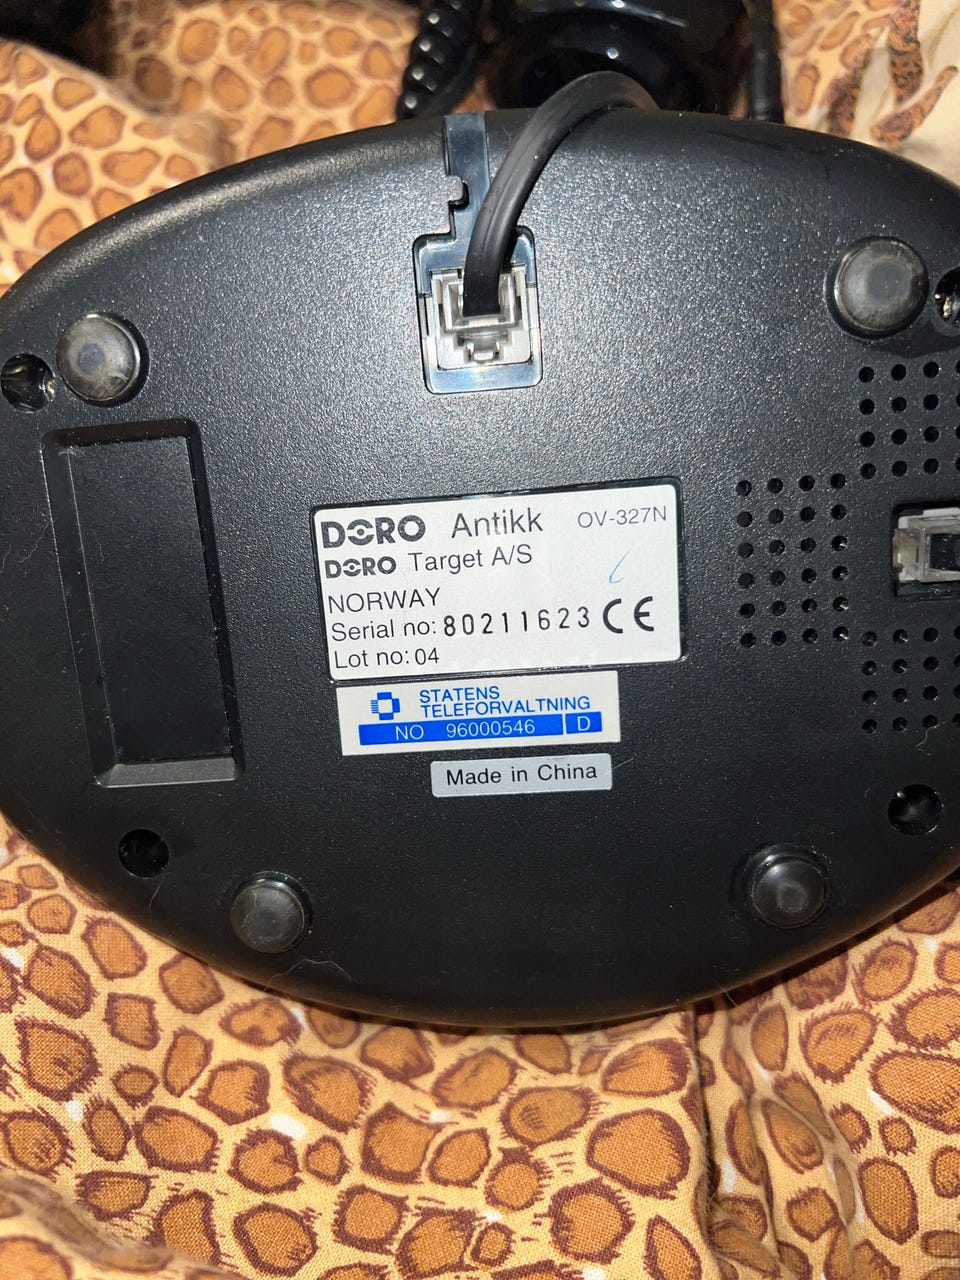 DORO Antikk OV-327N
DORO Target A/S
NORWAY
Serial no: 80211623 CE
Lot no: 04
STATENS
TELEFORVALTNING
NO 96000546 D
Made in China